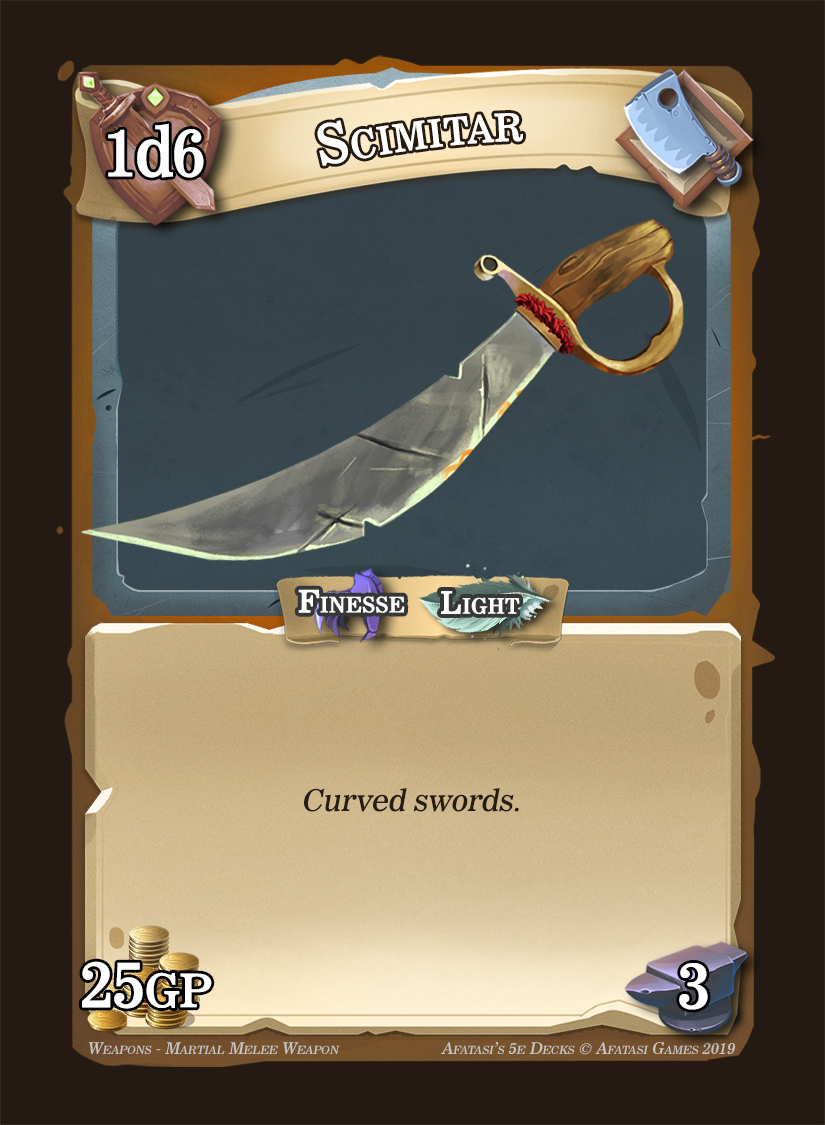 1d6
Scimitar
Finesse Light
Curved swords.
25GP
3
Weapons - Martial Melee Weapon
Afatasi's 5e Decks © Afatasi Games 2019